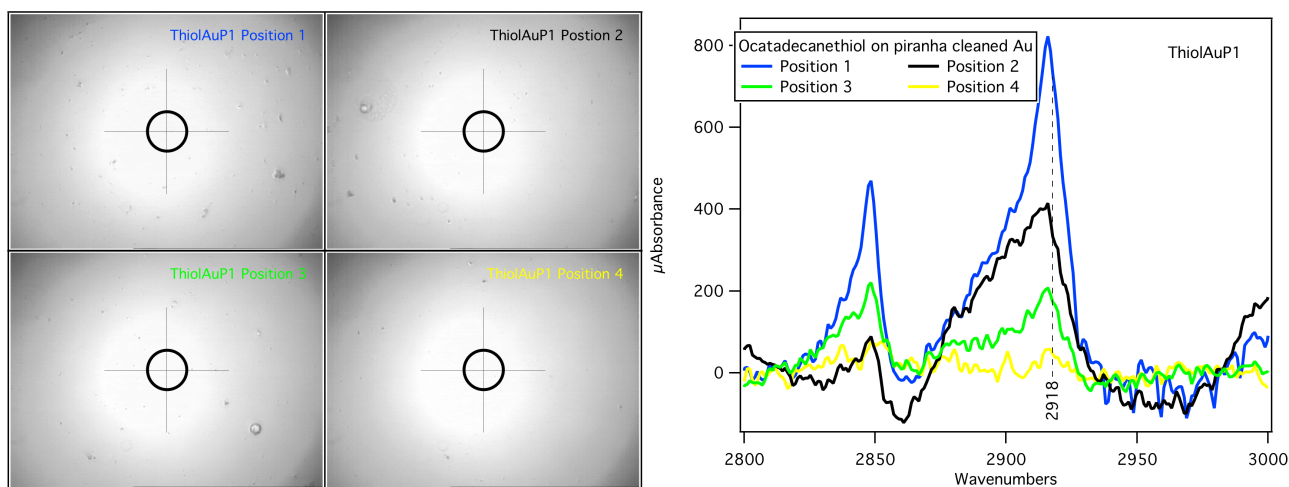 ThiolAuP1 Position 1
ThiolAuP1 Postion 2
ThiolAuP1 Position 3
ThiolAuP1 Position 4
ThiolAuP1
Ocatadecanethiol on piranha cleaned Au
Position 1 Position 2
Position 3 Position 4
µAbsorbance
800
600
400
200
0
2918
2800 2850 2900 2950 3000
Wavenumbers